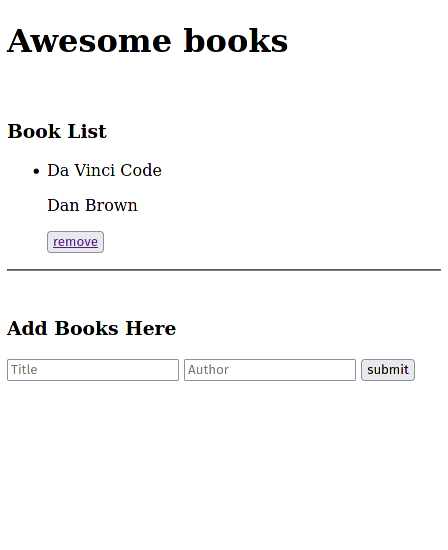 Awesome books
Book List
Da Vinci Code
Dan Brown
remove
Add Books Here
Title Author submit